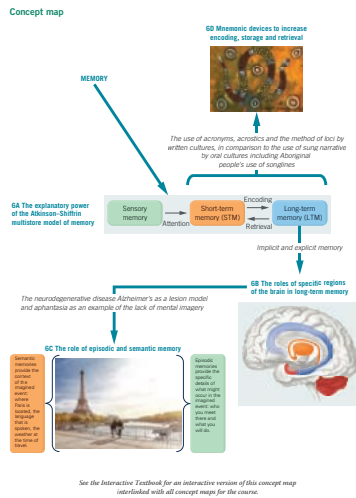 Concept map
6D Mnemonic devices to increase
encoding, storage and retrieval
MEMORY
The use of acronyms, acrostics and the method of loci by
written cultures, in comparison to the use of sung narrative
by oral cultures including Aboriginal
people's use of songlines
6A The explanatory power
of the Atkinson–Shiffrin
multistore model of memory
Sensory
memory
Attention
Short-term
memory (STM)
Encoding
Retrieval
Long-term
memory (LTM)
Implicit and explicit memory
6B The roles of specific regions
of the brain in long-term memory
The neurodegenerative disease Alzheimer's as a lesion model
and aphantasia as an example of the lack of mental imagery
6C The role of episodic and semantic memory
Semantic
memories
provide the
context
of the
imagined
event:
where
Paris is
located, the
language
that is
spoken, the
weather at
the time of
travel.
Episodic
memories
provide the
specific
details of
what might
occur in the
imagined
event: who
you meet
there and
what you
will do.
See the Interactive Textbook for an interactive version of this concept map
interlinked with all concept maps for the course.